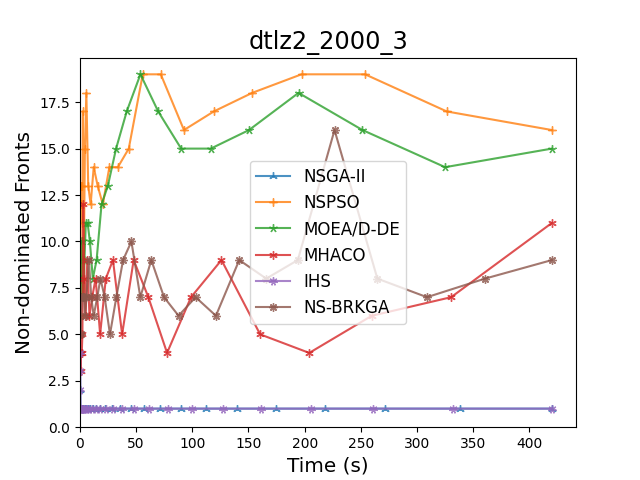 dtlz2_2000_3
Non-dominated Fronts
17.5
15.0
12.5
10.0
7.5
5.0
2.5
0.0
NSGA-II
NSPSO
MOEA/D-DE
MHACO
IHS
NS-BRKGA
0 50 100 150 200 250 300 350 400
Time (s)